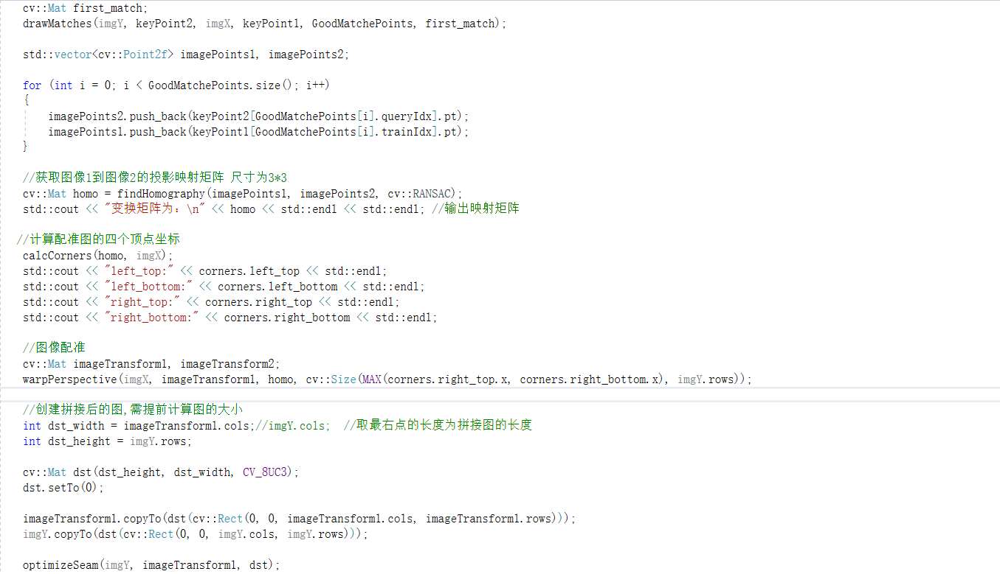 cv::Mat first_match;
drawMatches(imgY, keyPoint2, imgX, keyPoint1, GoodMatchePoints, first_match);
std::vector<cv::Point2f> imagePoints1, imagePoints2;
for (int i = 0; i < GoodMatchePoints.size(); i++)
{
imagePoints2.push_back(keyPoint2[GoodMatchePoints[i].queryIdx].pt);
imagePoints1.push_back(keyPoint1[GoodMatchePoints[i].trainIdx].pt);
}
//获取图像1到图像2的投影映射矩阵 尺寸为3*3
cv::Mat homo = findHomography(imagePoints1, imagePoints2, cv::RANSAC);
std::cout << "变换矩阵为：\n" << homo << std::endl << std::endl; //输出映射矩阵
//计算配准图的四个顶点坐标
calcCorners(homo, imgX);
std::cout << "left_top:" << corners.left_top << std::endl;
std::cout << "left_bottom:" << corners.left_bottom << std::endl;
std::cout << "right_top:" << corners.right_top << std::endl;
std::cout << "right_bottom:" << corners.right_bottom << std::endl;
//图像配准
cv::Mat imageTransform1, imageTransform2;
warpPerspective(imgX, imageTransform1, homo, cv::Size(MAX(corners.right_top.x, corners.right_bottom.x), imgY.rows));
//创建拼接后的图,需提前计算图的大小
int dst_width = imageTransform1.cols;//imgY.cols;  //取最右点的长度为拼接图的长度
int dst_height = imgY.rows;
cv::Mat dst(dst_height, dst_width, CV_8UC3);
dst.setTo(0);
imageTransform1.copyTo(dst(cv::Rect(0, 0, imageTransform1.cols, imageTransform1.rows)));
imgY.copyTo(dst(cv::Rect(0, 0, imgY.cols, imgY.rows)));
optimizeSeam(imgY, imageTransform1, dst);